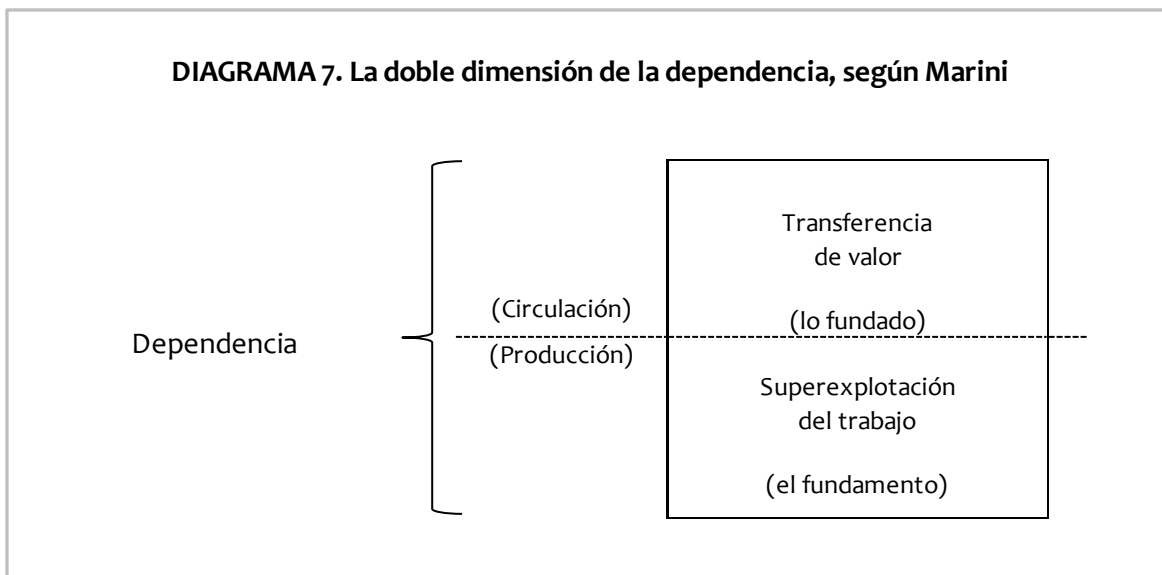 DIAGRAMA 7. La doble dimensión de la dependencia, según Marini
Transferencia
de valor
(Circulación)
(lo fundado)
Dependencia
(Producción)
Superexplotación
del trabajo
(el fundamento)